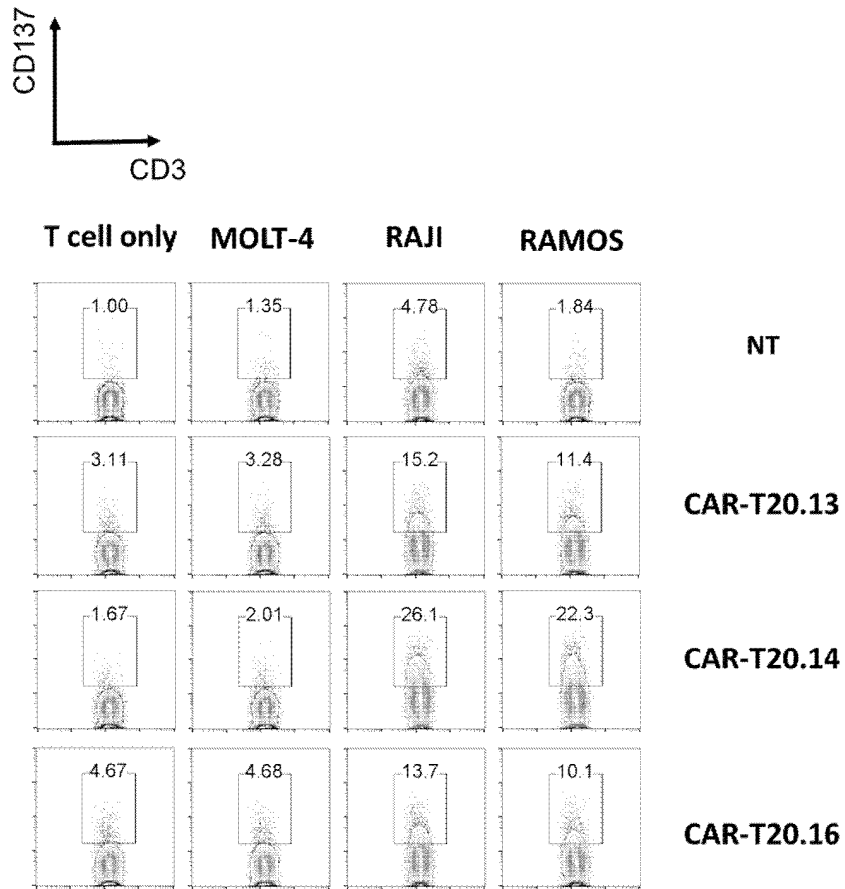 CD137
CD3
T cell only MOLT-4 RAJI RAMOS
1.00 1.35 4.78 1.84 NT
3.11 3.28 15.2 11.4 CAR-T20.13
1.67 2.01 26.1 22.3 CAR-T20.14
4.67 4.68 13.7 10.1 CAR-T20.16